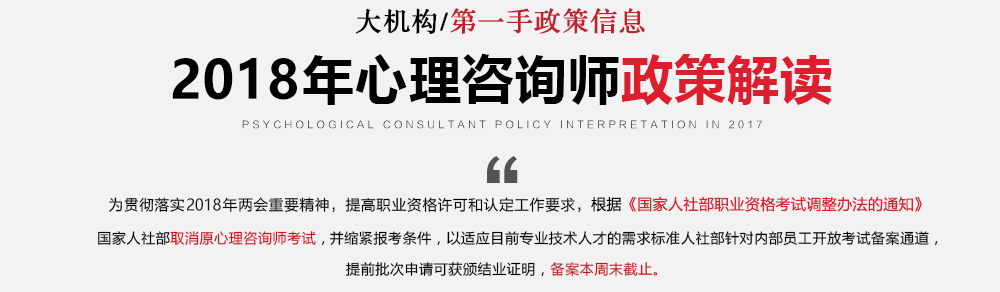 大机构/第一手政策信息
2018年心理咨询师政策解读
PSYCHOLOGICAL CONSULTANT POLICY INTERPRETATION IN 2017
为贯彻落实2018年两会重要精神，提高职业资格许可和认定工作要求，根据《国家人社部职业资格考试调整办法的通知》
国家人社部取消原心理咨询师考试，并缩紧报考条件，以适应目前专业技术人才的需求标准人社部针对内部员工开放考试备案通道，
提前批次申请可获颁结业证明，备案本周末截止。